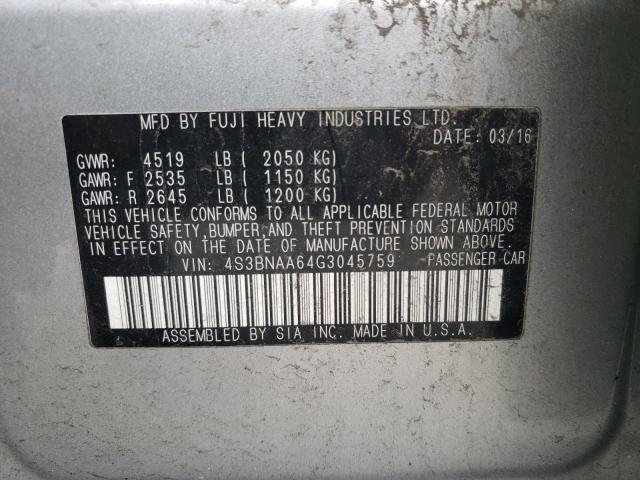 MFD BY FUJI HEAVY INDUSTRIES LTD.
DATE: 03/16
GVWR: 4519 LB ( 2050 KG)
GAWR: F 2535 LB ( 1150 KG)
GAWR: R 2645 LB ( 1200 KG)
THIS VEHICLE CONFORMS TO ALL APPLICABLE FEDERAL MOTOR
VEHICLE SAFETY, BUMPER, AND THEFT PREVENTION STANDARDS
IN EFFECT ON THE DATE OF MANUFACTURE SHOWN ABOVE.
VIN: 4S3BNAA64G3045759 PASSENGER CAR
ASSEMBLED BY SIA INC. MADE IN U.S.A.